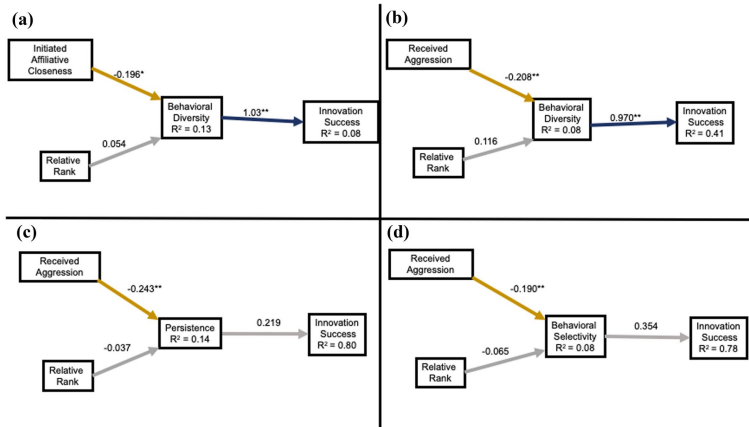 (a)
Initiated
Affiliative
Closeness
-0.196*
Behavioral
Diversity
R² = 0.13
1.03**
Innovation
Success
R² = 0.08
0.054
Relative
Rank
(b)
Received
Aggression
-0.208**
Behavioral
Diversity
R² = 0.08
0.970**
Innovation
Success
R² = 0.41
0.116
Relative
Rank
(c)
Received
Aggression
-0.243**
Persistence
R² = 0.14
0.219
Innovation
Success
R² = 0.80
-0.037
Relative
Rank
(d)
Received
Aggression
-0.190**
Behavioral
Selectivity
R² = 0.08
0.354
Innovation
Success
R² = 0.78
-0.065
Relative
Rank